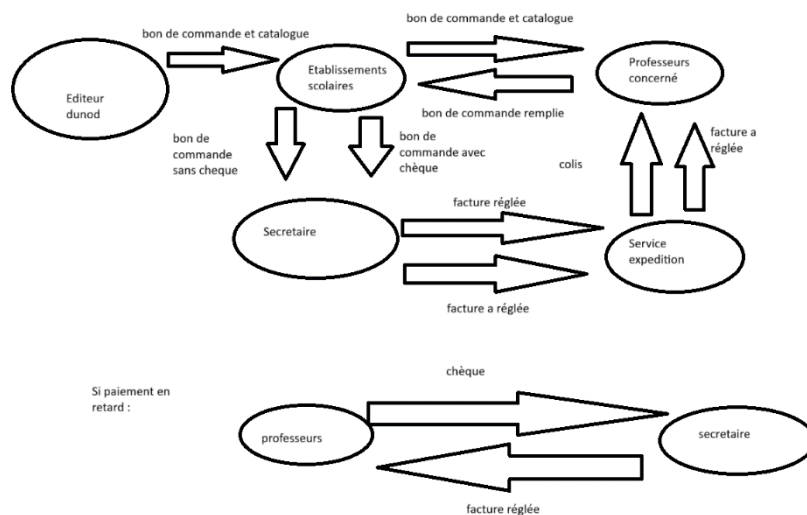 bon de commande et catalogue
bon de commande et catalogue
Editeur
dunod
Etablissements
scolaires
Professeurs
concerné
bon de commande remplie
bon de
commande
sans cheque
bon de
commande avec
chèque
colis
facture a
réglée
Secretaire
facture réglée
Service
expedition
facture a réglée
Si paiement en
retard :
chèque
professeurs
secretaire
facture réglée